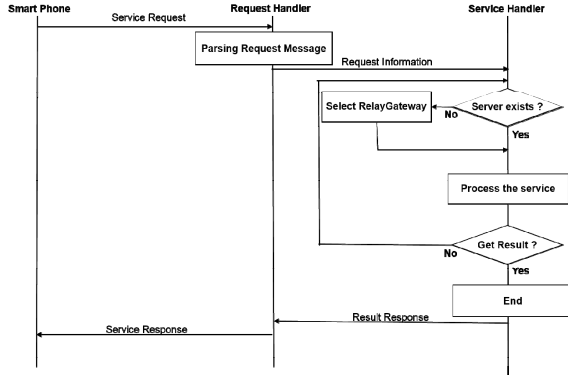 Smart Phone
Request Handler
Service Handler
Service Request
Parsing Request Message
Request Information
Select RelayGateway
No
Server exists ?
Yes
Process the service
Get Result ?
No
Yes
End
Result Response
Service Response